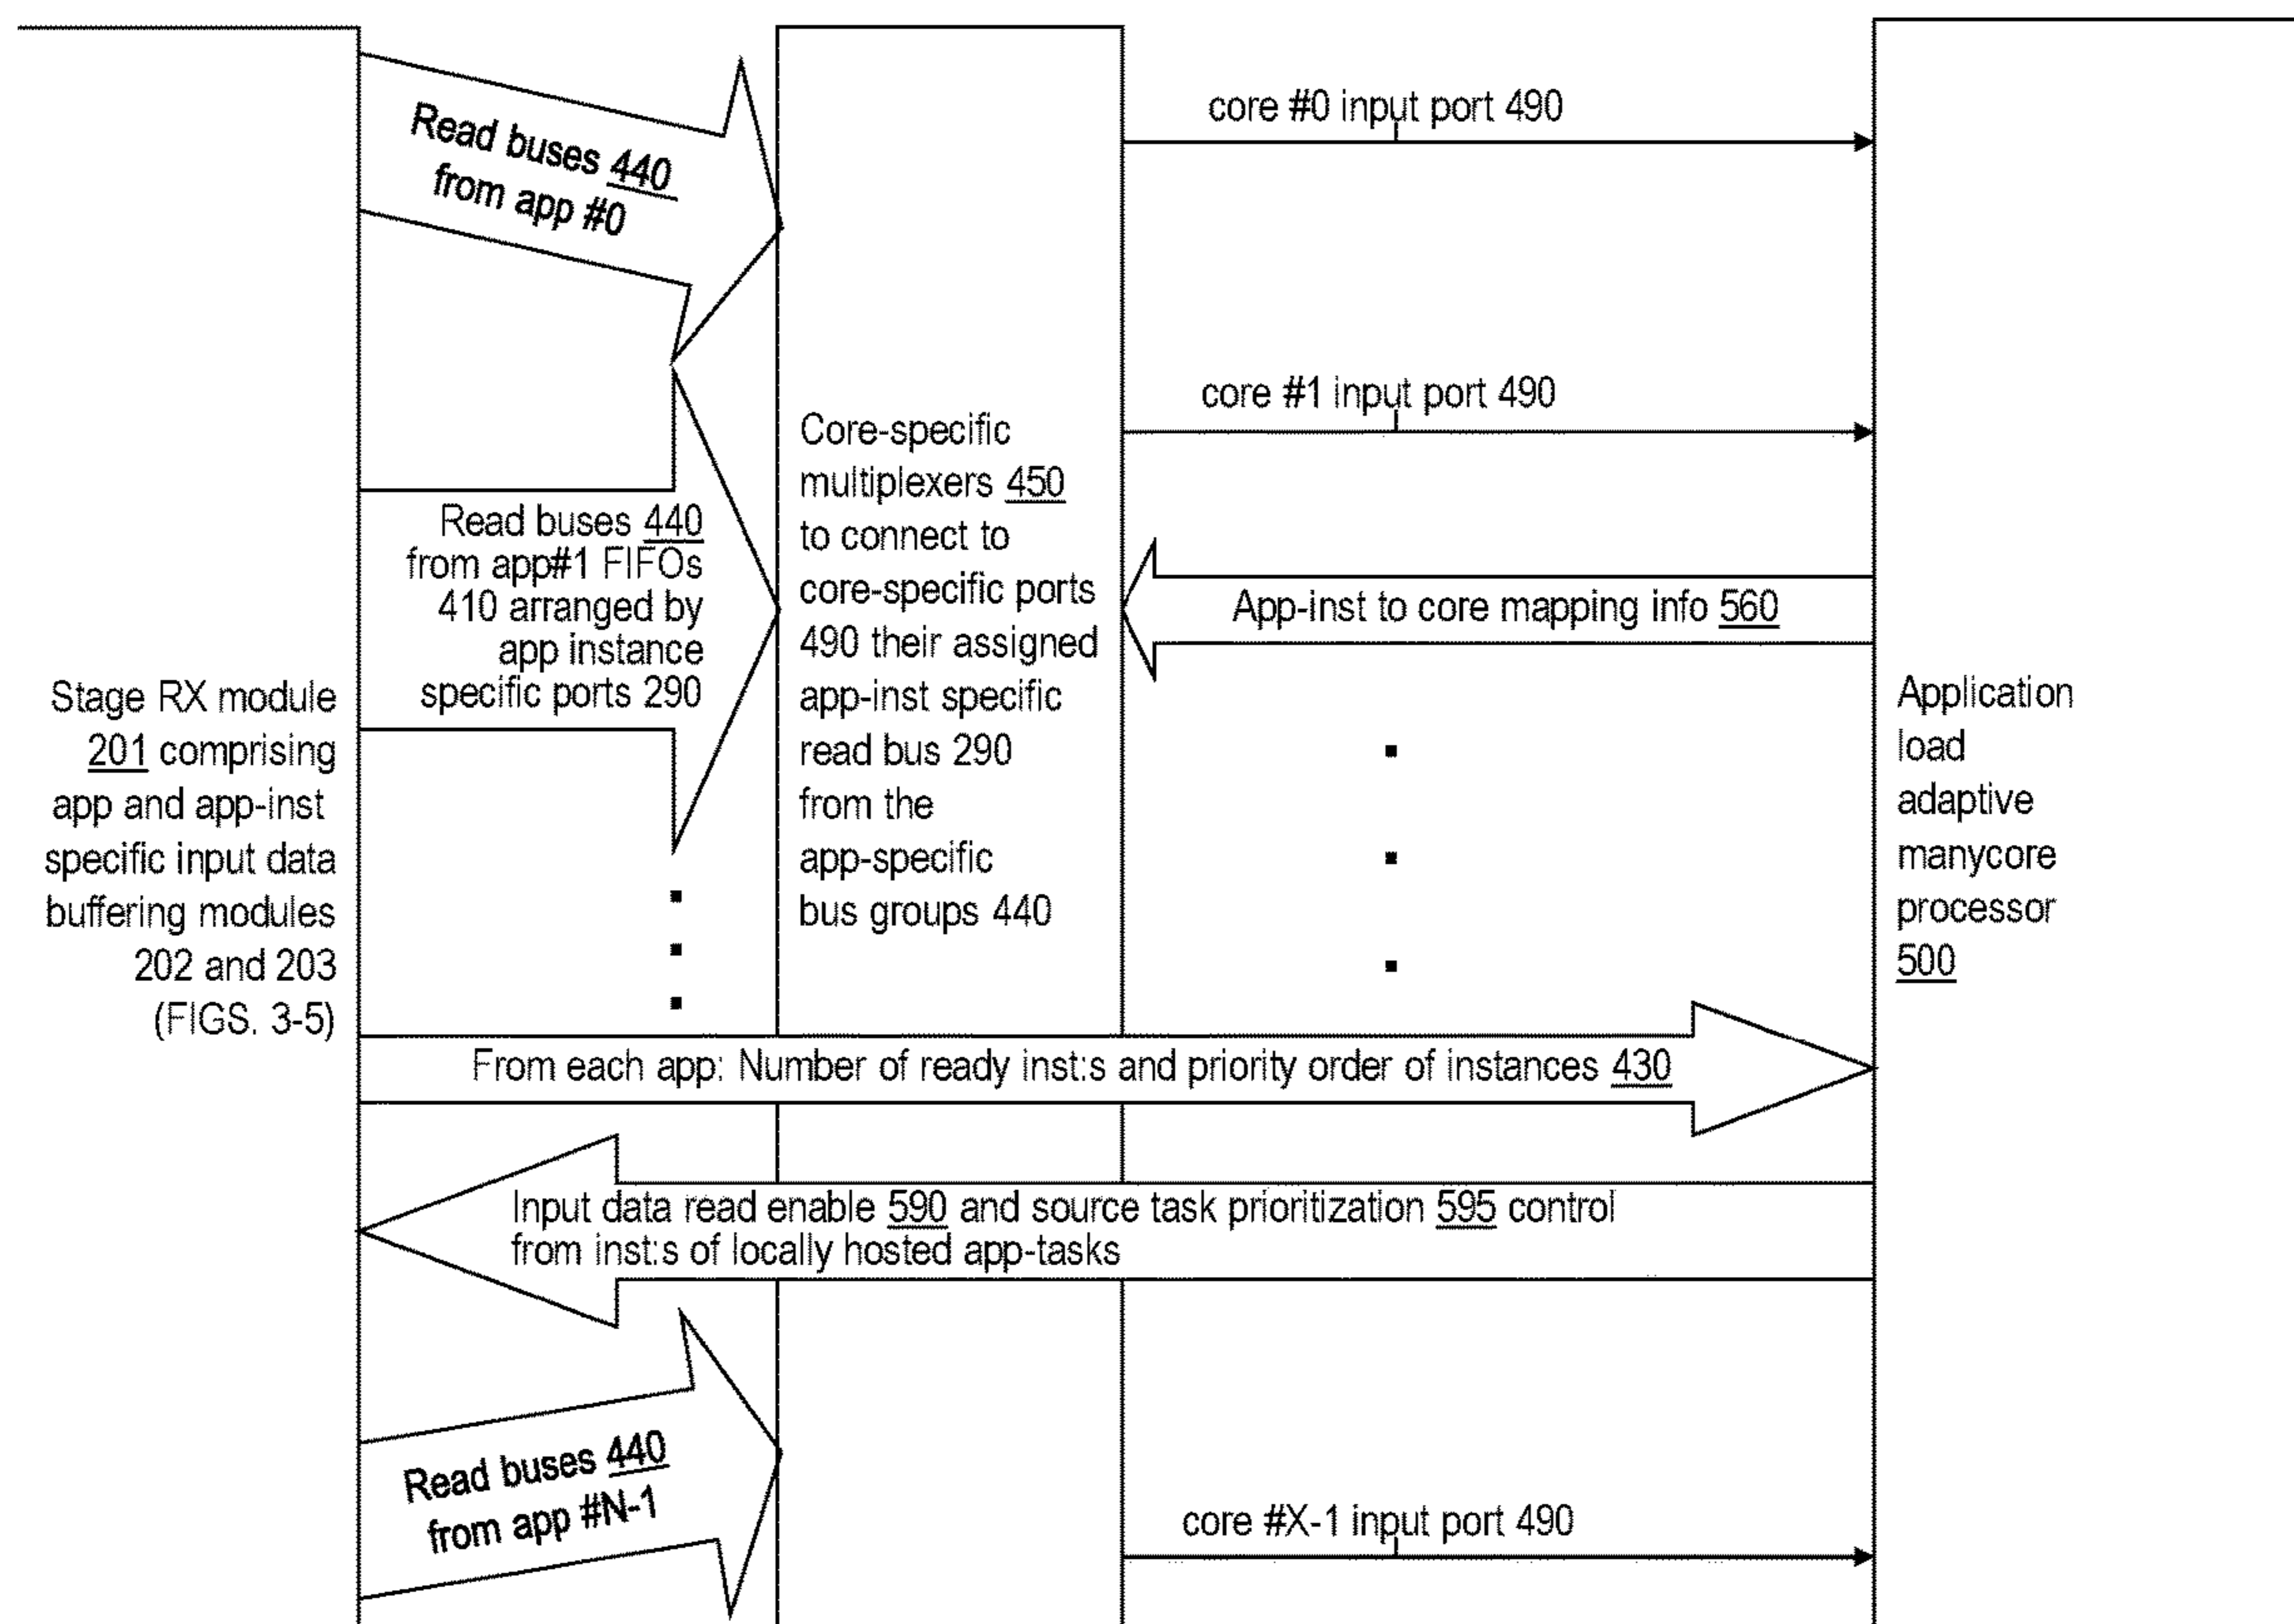 Read buses 440
from app #0
core #0 input port 490
core #1 input port 490
Read buses 440
from app#1 FIFOs
410 arranged by
app instance
specific ports 290
Core-specific
multiplexers 450
to connect to
core-specific ports
490 their assigned
app-inst specific
read bus 290
from the
app-specific
bus groups 440
App-inst to core mapping info 560
Stage RX module
201 comprising
app and app-inst
specific input data
buffering modules
202 and 203
(FIGS. 3-5)
Application
load
adaptive
manycore
processor
500
From each app: Number of ready inst:s and priority order of instances 430
Input data read enable 590 and source task prioritization 595 control
from inst:s of locally hosted app-tasks
Read buses 440
from app #N-1
core #X-1 input port 490